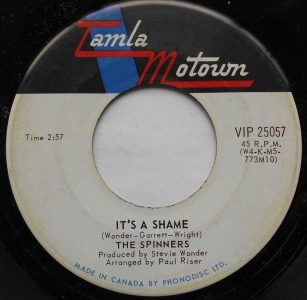 Tamla
Motown
Time 2:57
VIP 25057
45 R.P.M.
(W4-K-M5-
773M10)
IT'S A SHAME
(Wonder-Garrett-Wright)
THE SPINNERS
Produced by Stevie Wonder
Arranged by Paul Riser
MADE IN CANADA BY PHONODISC LTD.